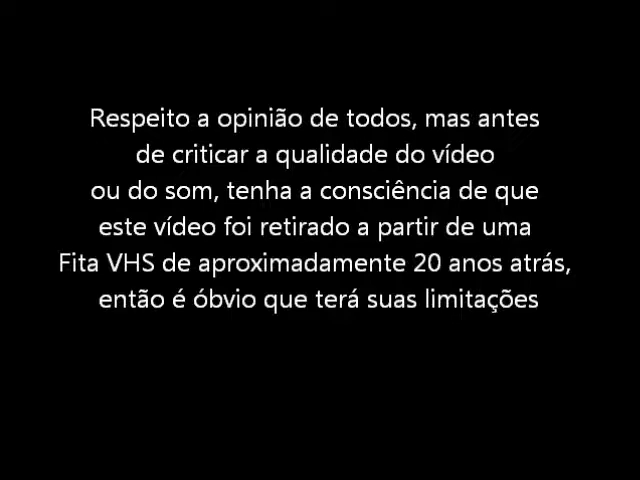 Respeito a opinião de todos, mas antes
de criticar a qualidade do vídeo
ou do som, tenha a consciência de que
este vídeo foi retirado a partir de uma
Fita VHS de aproximadamente 20 anos atrás,
então é óbvio que terá suas limitações